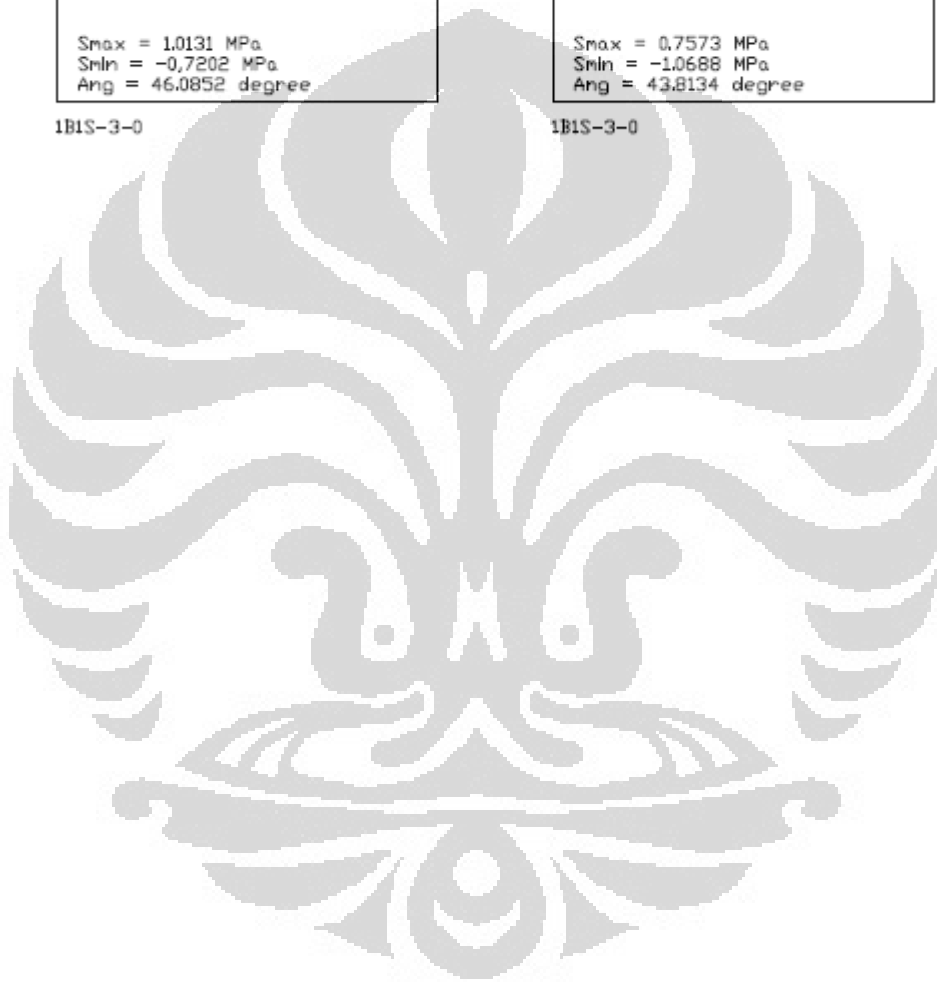 Smax = 1.0131 MPa
Smin = -0,7202 MPa
Ang = 46.0852 degree
1B1S-3-0
Smax = 0.7573 MPa
Smin = -1.0688 MPa
Ang = 43.8134 degree
1B1S-3-0